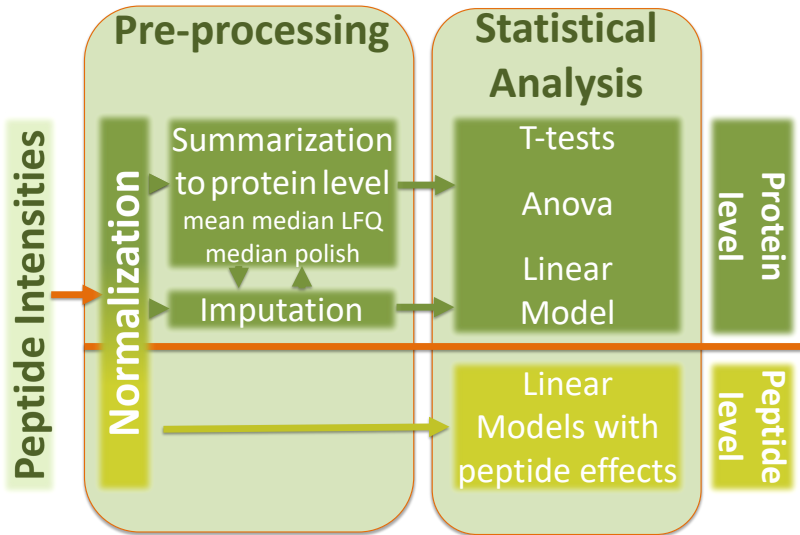 Pre-processing
Statistical
Analysis
Peptide Intensities
Normalization
Summarization
to protein level
mean median LFQ
median polish
Imputation
T-tests
Anova
Linear
Model
Protein
level
Linear
Models with
peptide effects
Peptide
level